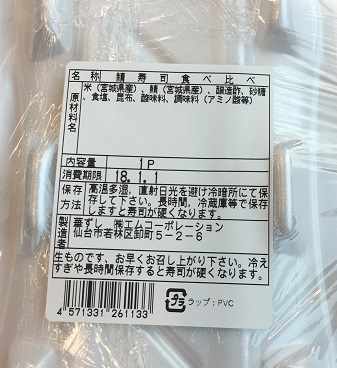 名称 鯖寿司食べ比べ
原材料名 米（宮城県産）、鯖（宮城県産）、醸造酢、砂糖
、食塩、昆布、酸味料、調味料（アミノ酸等）
内容量 1P
消費期限 18.1.1
保存方法 高温多湿，直射日光を避け冷暗所にて保
存して下さい。長時間，冷蔵庫等で保存
しますと寿司が硬くなります。
製造者 華ずし ㈱エムコーポレーション
仙台市若林区卸町5-2-6
生ものです、お早くお召し上がり下さい。冷え
すぎや長時間保存すると寿司が硬くなります。
プラ ラップ：PVC
4 571331 261133